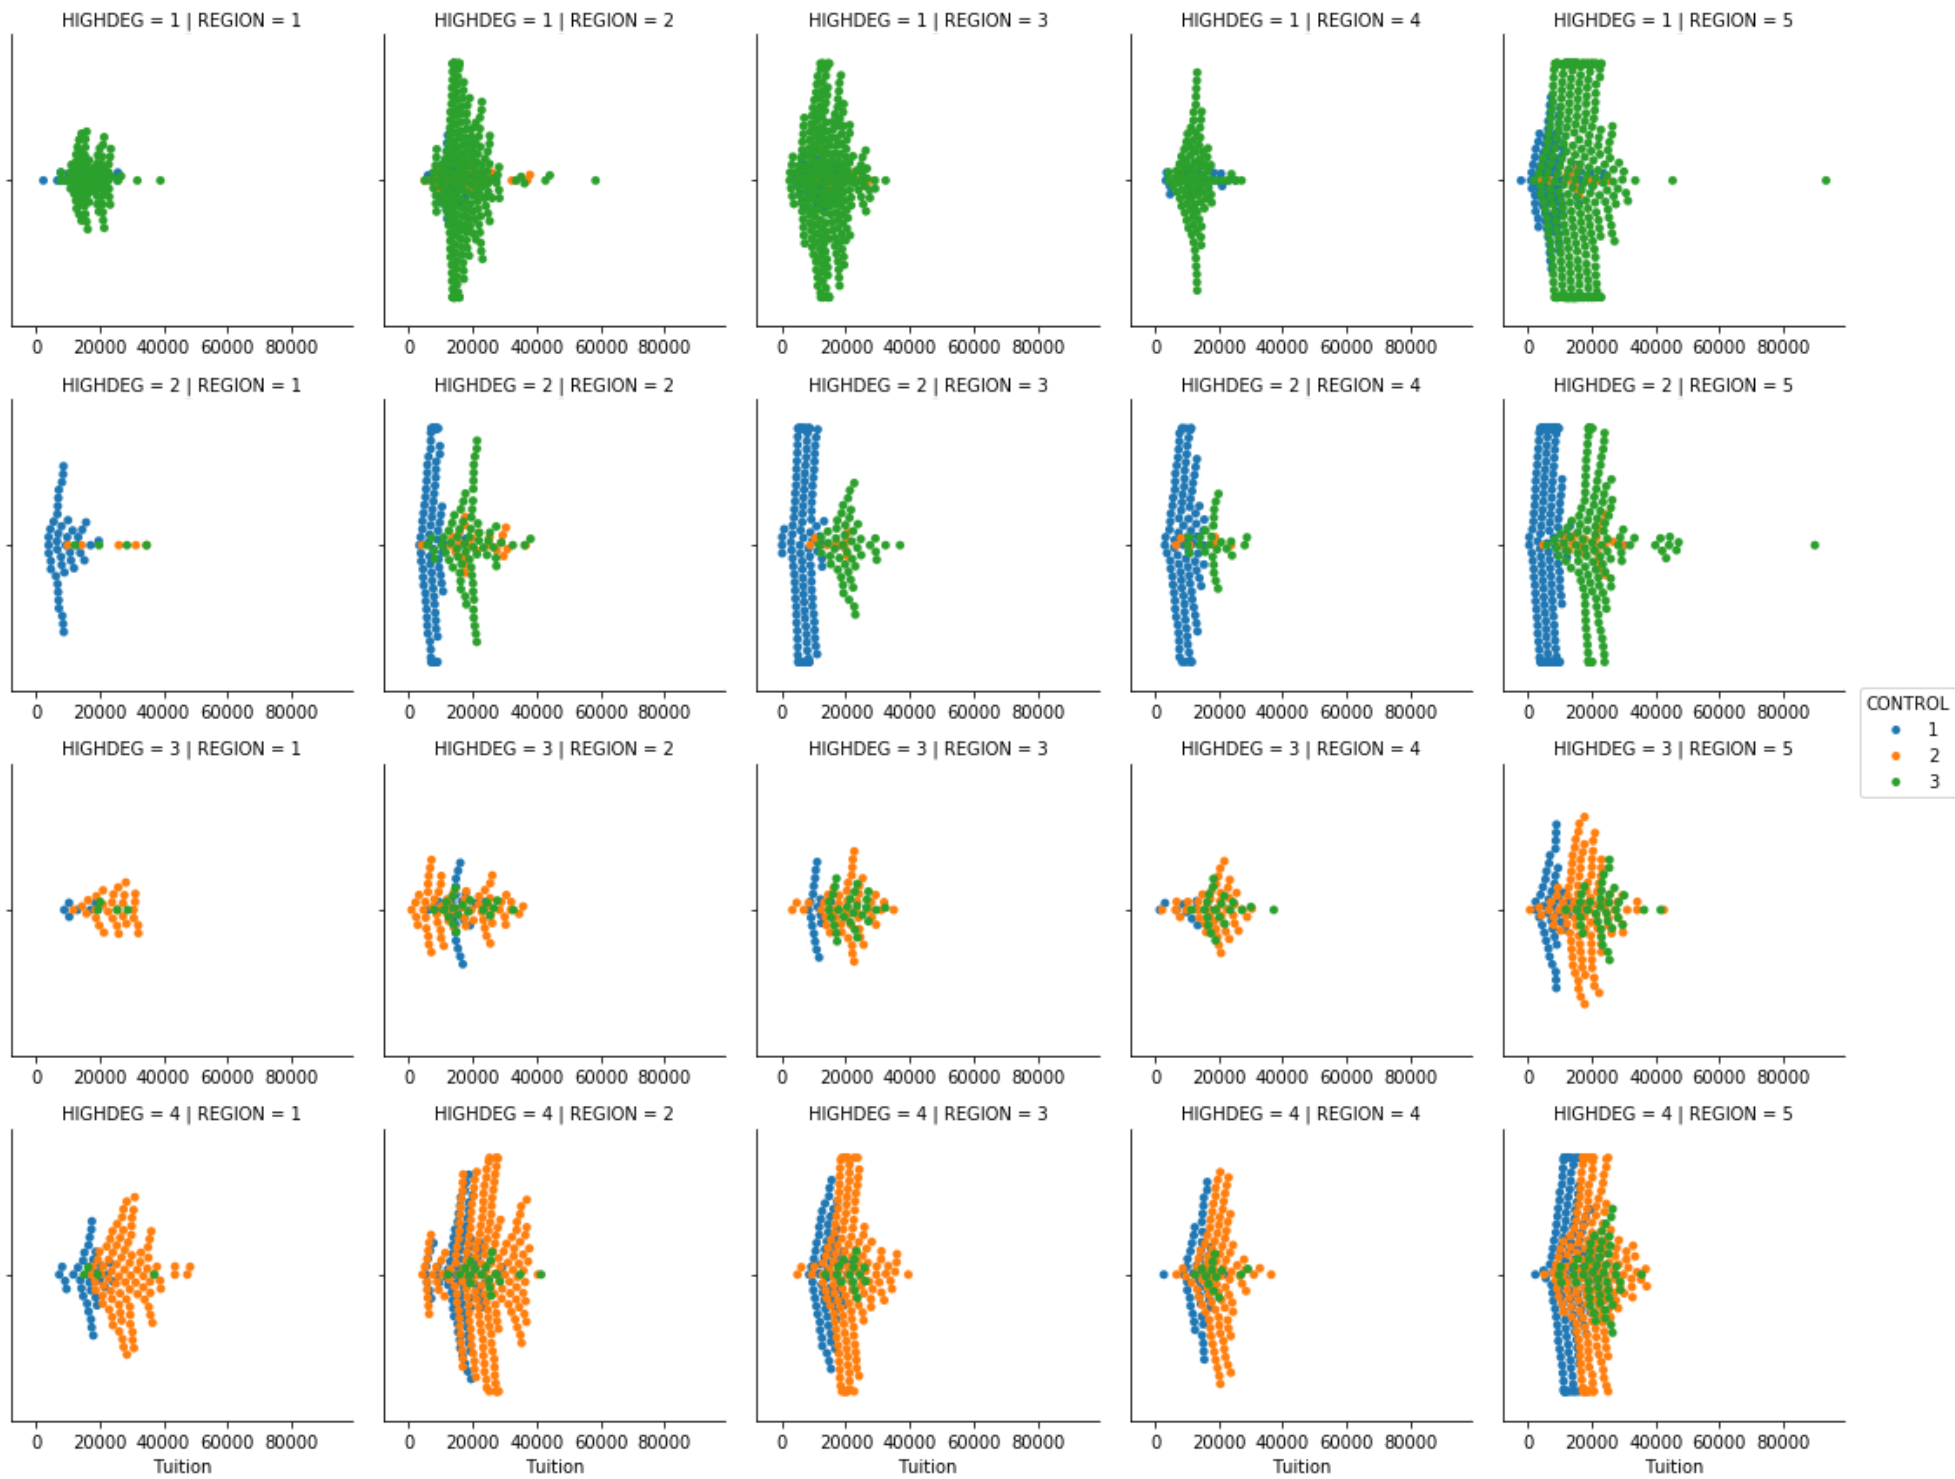 HIGHDEG = 1 | REGION = 1
HIGHDEG = 1 | REGION = 2
HIGHDEG = 1 | REGION = 3
HIGHDEG = 1 | REGION = 4
HIGHDEG = 1 | REGION = 5
0 20000 40000 60000 80000
0 20000 40000 60000 80000
0 20000 40000 60000 80000
0 20000 40000 60000 80000
0 20000 40000 60000 80000
HIGHDEG = 2 | REGION = 1
HIGHDEG = 2 | REGION = 2
HIGHDEG = 2 | REGION = 3
HIGHDEG = 2 | REGION = 4
HIGHDEG = 2 | REGION = 5
0 20000 40000 60000 80000
0 20000 40000 60000 80000
0 20000 40000 60000 80000
0 20000 40000 60000 80000
0 20000 40000 60000 80000
CONTROL
1
2
3
HIGHDEG = 3 | REGION = 1
HIGHDEG = 3 | REGION = 2
HIGHDEG = 3 | REGION = 3
HIGHDEG = 3 | REGION = 4
HIGHDEG = 3 | REGION = 5
0 20000 40000 60000 80000
0 20000 40000 60000 80000
0 20000 40000 60000 80000
0 20000 40000 60000 80000
0 20000 40000 60000 80000
HIGHDEG = 4 | REGION = 1
HIGHDEG = 4 | REGION = 2
HIGHDEG = 4 | REGION = 3
HIGHDEG = 4 | REGION = 4
HIGHDEG = 4 | REGION = 5
0 20000 40000 60000 80000
0 20000 40000 60000 80000
0 20000 40000 60000 80000
0 20000 40000 60000 80000
0 20000 40000 60000 80000
Tuition
Tuition
Tuition
Tuition
Tuition